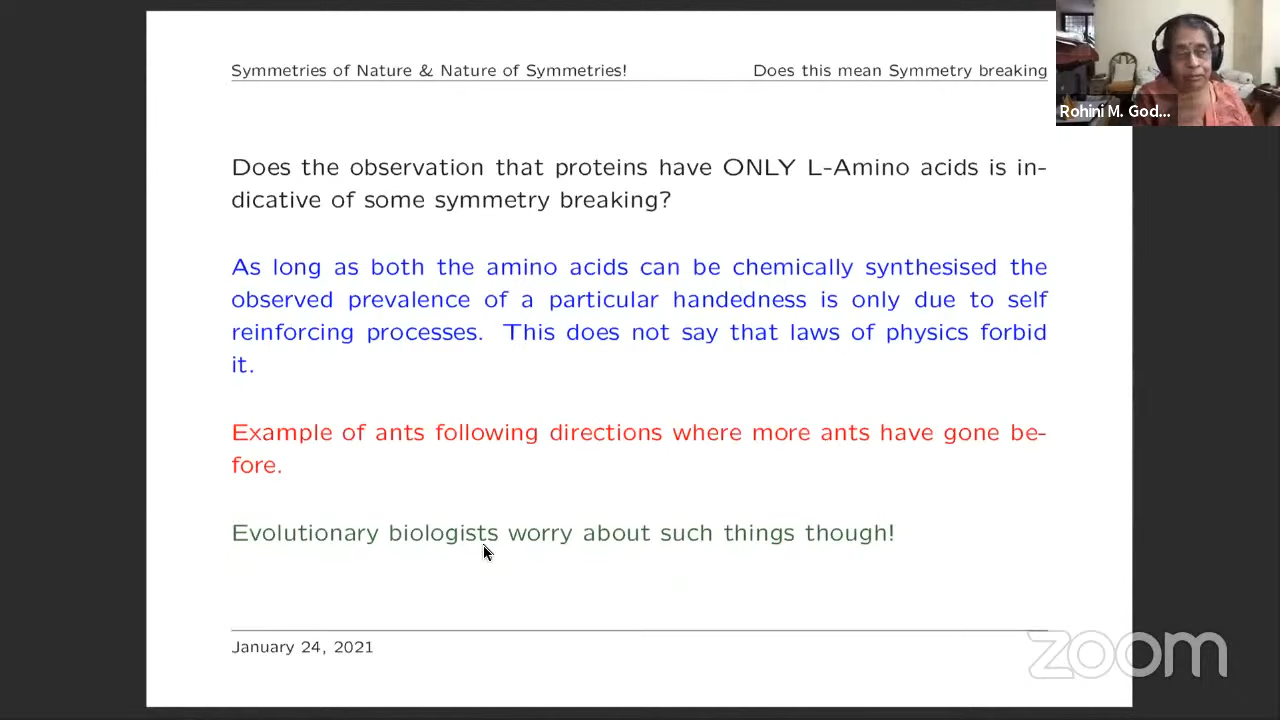 Symmetries of Nature & Nature of Symmetries!
Does this mean Symmetry breaking
Rohini M. God...
Does the observation that proteins have ONLY L-Amino acids is in-
dicative of some symmetry breaking?
As long as both the amino acids can be chemically synthesised the
observed prevalence of a particular handedness is only due to self
reinforcing processes. This does not say that laws of physics forbid
it.
Example of ants following directions where more ants have gone be-
fore.
Evolutionary biologists worry about such things though!
January 24, 2021
zoom